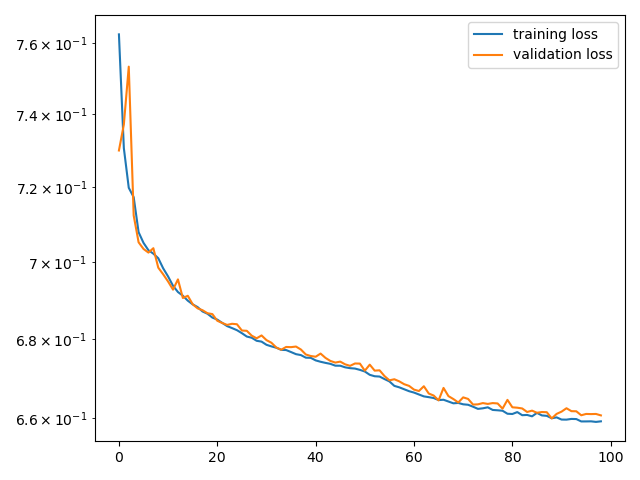 7.6 × 10⁻¹
7.4 × 10⁻¹
7.2 × 10⁻¹
7 × 10⁻¹
6.8 × 10⁻¹
6.6 × 10⁻¹
0 20 40 60 80 100
training loss
validation loss